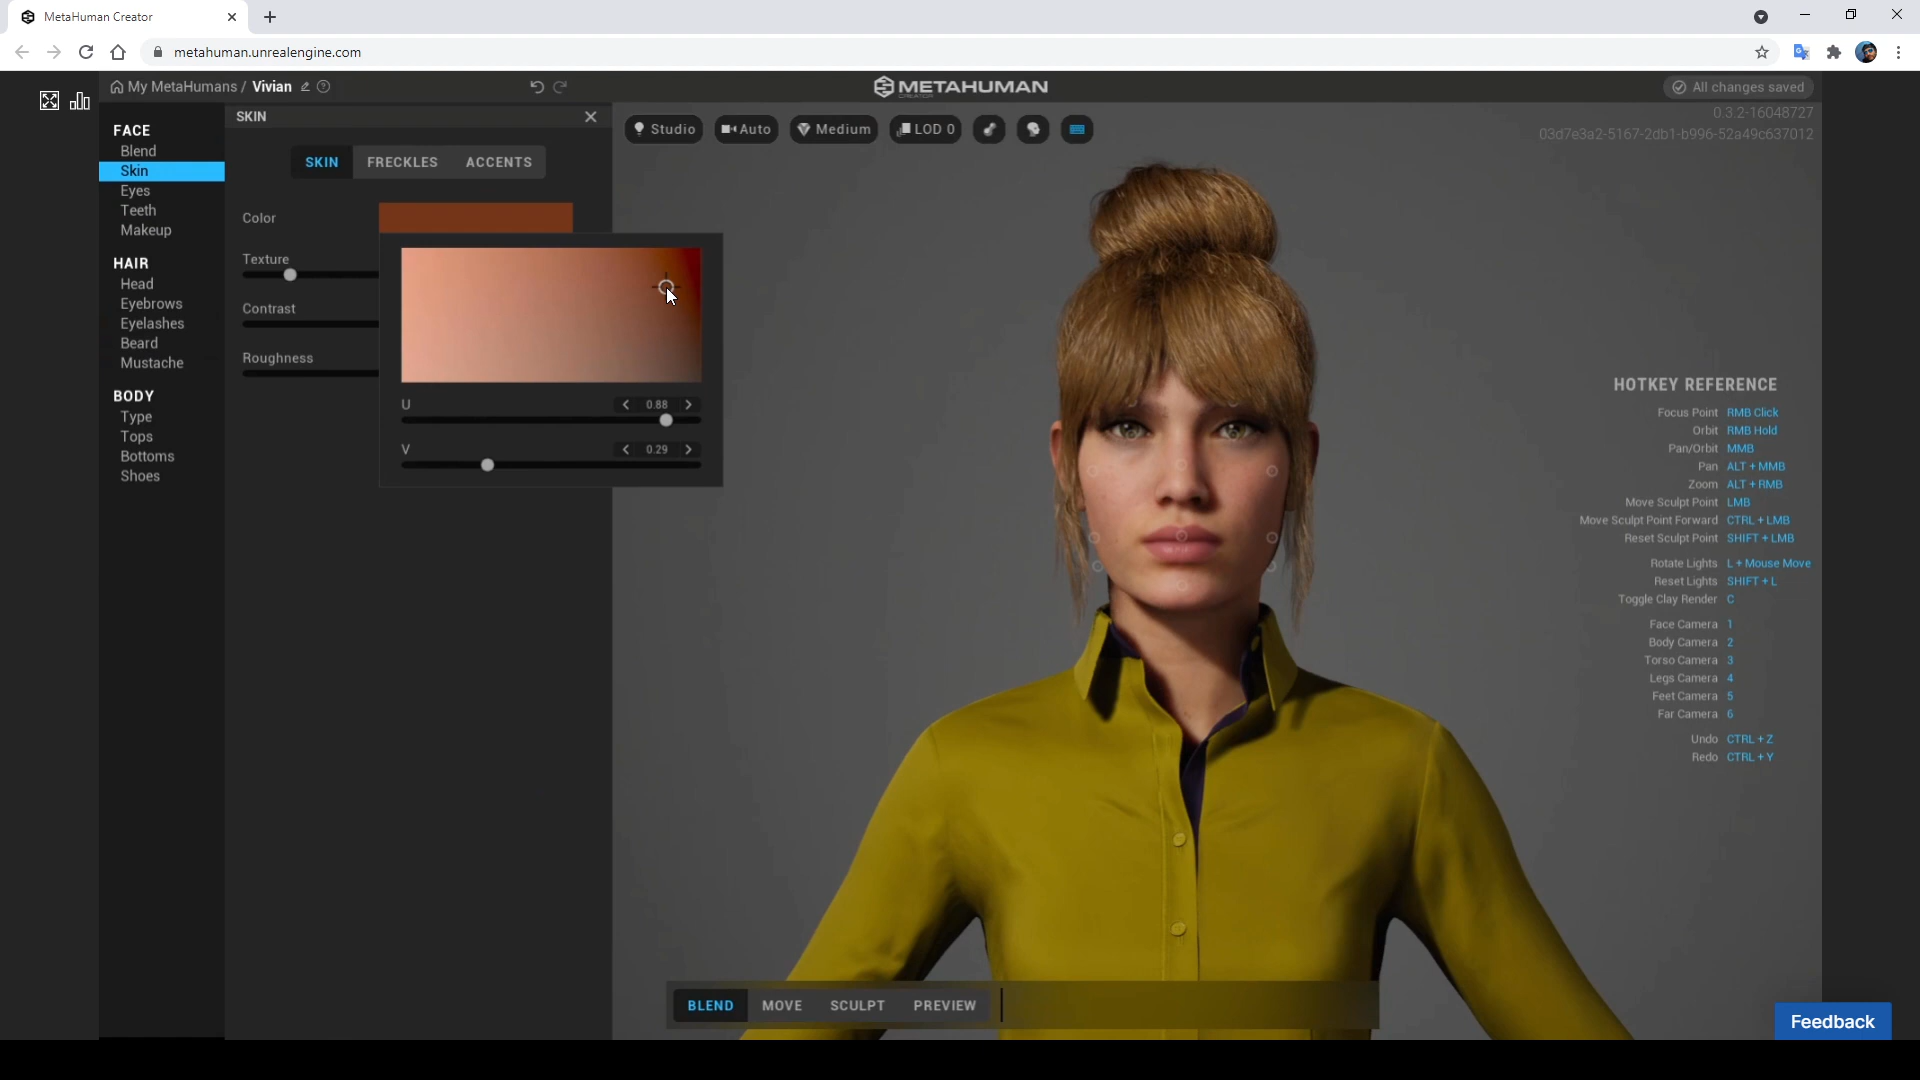 MetaHuman Creator
metahuman.unrealengine.com
My MetaHumans / Vivian
METAHUMAN
CREATOR
All changes saved
0.3.2-16048727
03d7e3a2-5167-2db1-b996-52a49c637012
FACE
Blend
Skin
Eyes
Teeth
Makeup
HAIR
Head
Eyebrows
Eyelashes
Beard
Mustache
BODY
Type
Tops
Bottoms
Shoes
SKIN
SKIN FRECKLES ACCENTS
Color
Texture
Contrast
Roughness
U 0.88
V 0.29
Studio Auto Medium LOD 0
HOTKEY REFERENCE
Focus Point RMB Click
Orbit RMB Hold
Pan/Orbit MMB
Pan ALT + MMB
Zoom ALT + RMB
Move Sculpt Point LMB
Move Sculpt Point Forward CTRL + LMB
Reset Sculpt Point SHIFT + LMB
Rotate Lights L + Mouse Move
Reset Lights SHIFT + L
Toggle Clay Render C
Face Camera 1
Body Camera 2
Torso Camera 3
Legs Camera 4
Feet Camera 5
Far Camera 6
Undo CTRL + Z
Redo CTRL + Y
BLEND MOVE SCULPT PREVIEW
Feedback